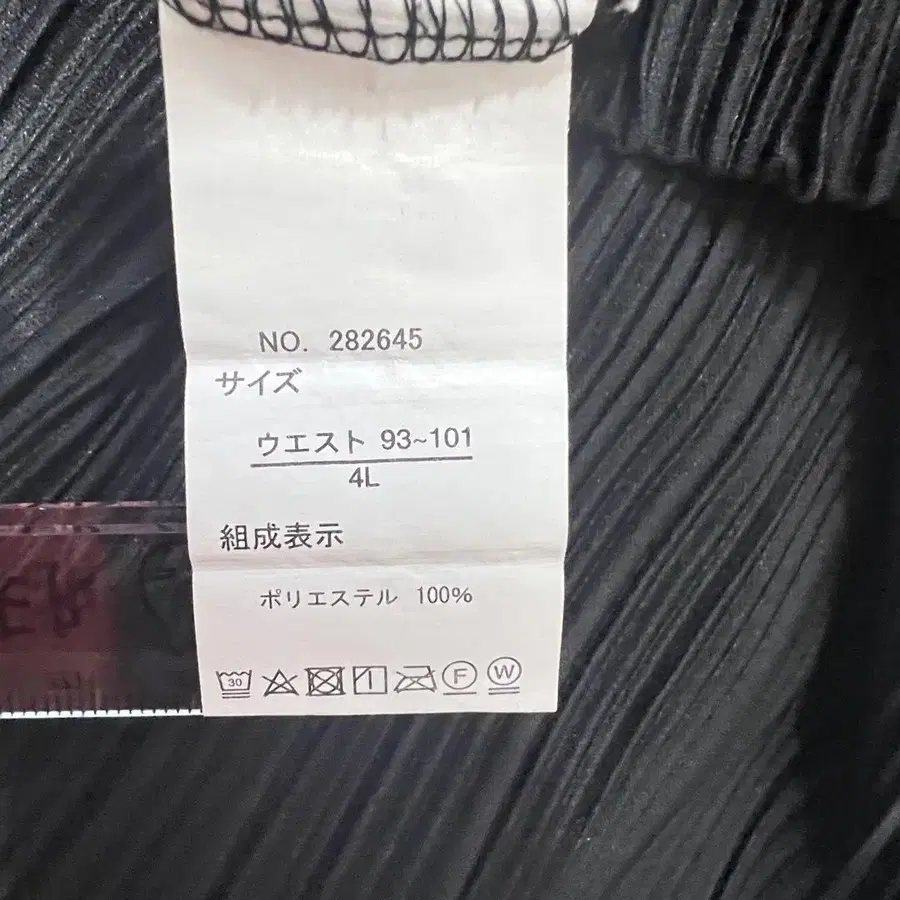 NO. 282645
サイズ
ウエスト 93~101
4L
組成表示
ポリエステル 100%
30 F W